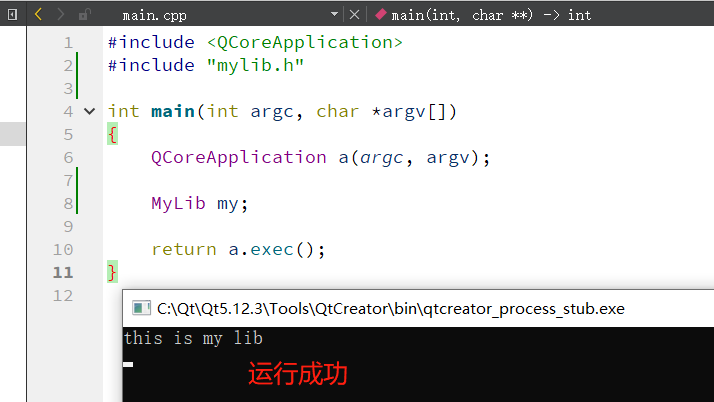 main.cpp
main(int, char **) -> int
1 #include <QCoreApplication>
2 #include "mylib.h"
3
4 int main(int argc, char *argv[])
5 {
6 QCoreApplication a(argc, argv);
7
8 MyLib my;
9
10 return a.exec();
11 }
12
C:\Qt\Qt5.12.3\Tools\QtCreator\bin\qtcreator_process_stub.exe
this is my lib
运行成功